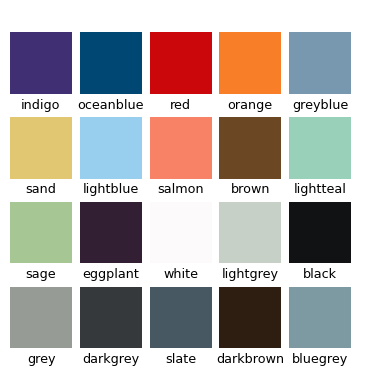 indigo oceanblue red orange greyblue
sand lightblue salmon brown lightteal
sage eggplant white lightgrey black
grey darkgrey slate darkbrown bluegrey